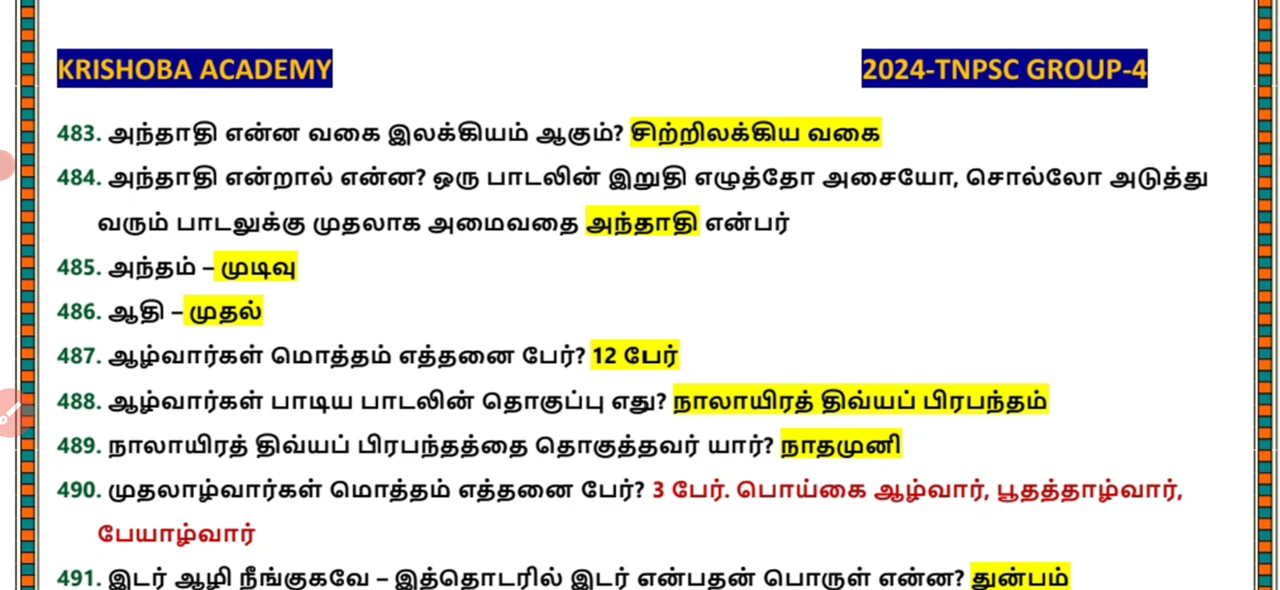 KRISHOBA ACADEMY 2024-TNPSC GROUP-4
483. அந்தாதி என்ன வகை இலக்கியம் ஆகும்? சிற்றிலக்கிய வகை
484. அந்தாதி என்றால் என்ன? ஒரு பாடலின் இறுதி எழுத்தோ அசையோ, சொல்லோ அடுத்து
வரும் பாடலுக்கு முதலாக அமைவதை அந்தாதி என்பர்
485. அந்தம் – முடிவு
486. ஆதி – முதல்
487. ஆழ்வார்கள் மொத்தம் எத்தனை பேர்? 12 பேர்
488. ஆழ்வார்கள் பாடிய பாடலின் தொகுப்பு எது? நாலாயிரத் திவ்யப் பிரபந்தம்
489. நாலாயிரத் திவ்யப் பிரபந்தத்தை தொகுத்தவர் யார்? நாதமுனி
490. முதலாழ்வார்கள் மொத்தம் எத்தனை பேர்? 3 பேர். பொய்கை ஆழ்வார், பூதத்தாழ்வார்,
பேயாழ்வார்
491. இடர் ஆழி நீங்குகவே – இத்தொடரில் இடர் என்பதன் பொருள் என்ன? துன்பம்